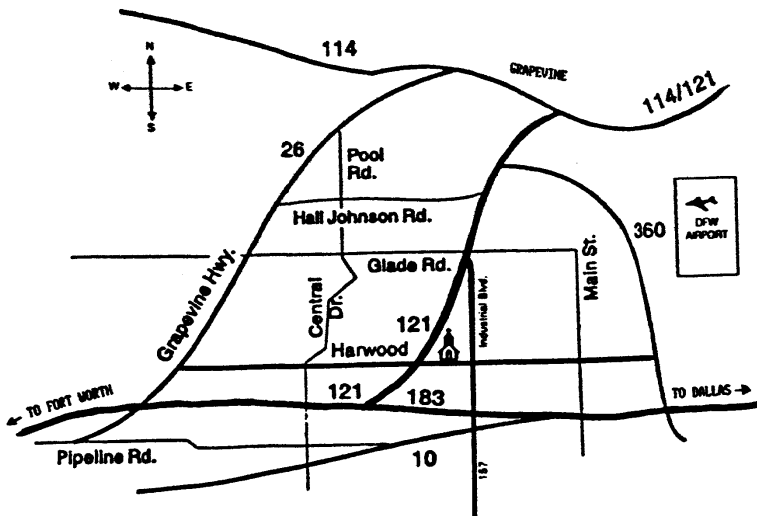 114
GRAPEVINE
N
W E
S
114/121
26
Pool
Rd.
Hall Johnson Rd.
DFW
AIRPORT
360
Main St.
Glade Rd.
Grapevine Hwy.
Central
Dr.
Industrial Blvd.
121
Harwood
121
183
TO FORT WORTH
TO DALLAS
Pipeline Rd.
10
157